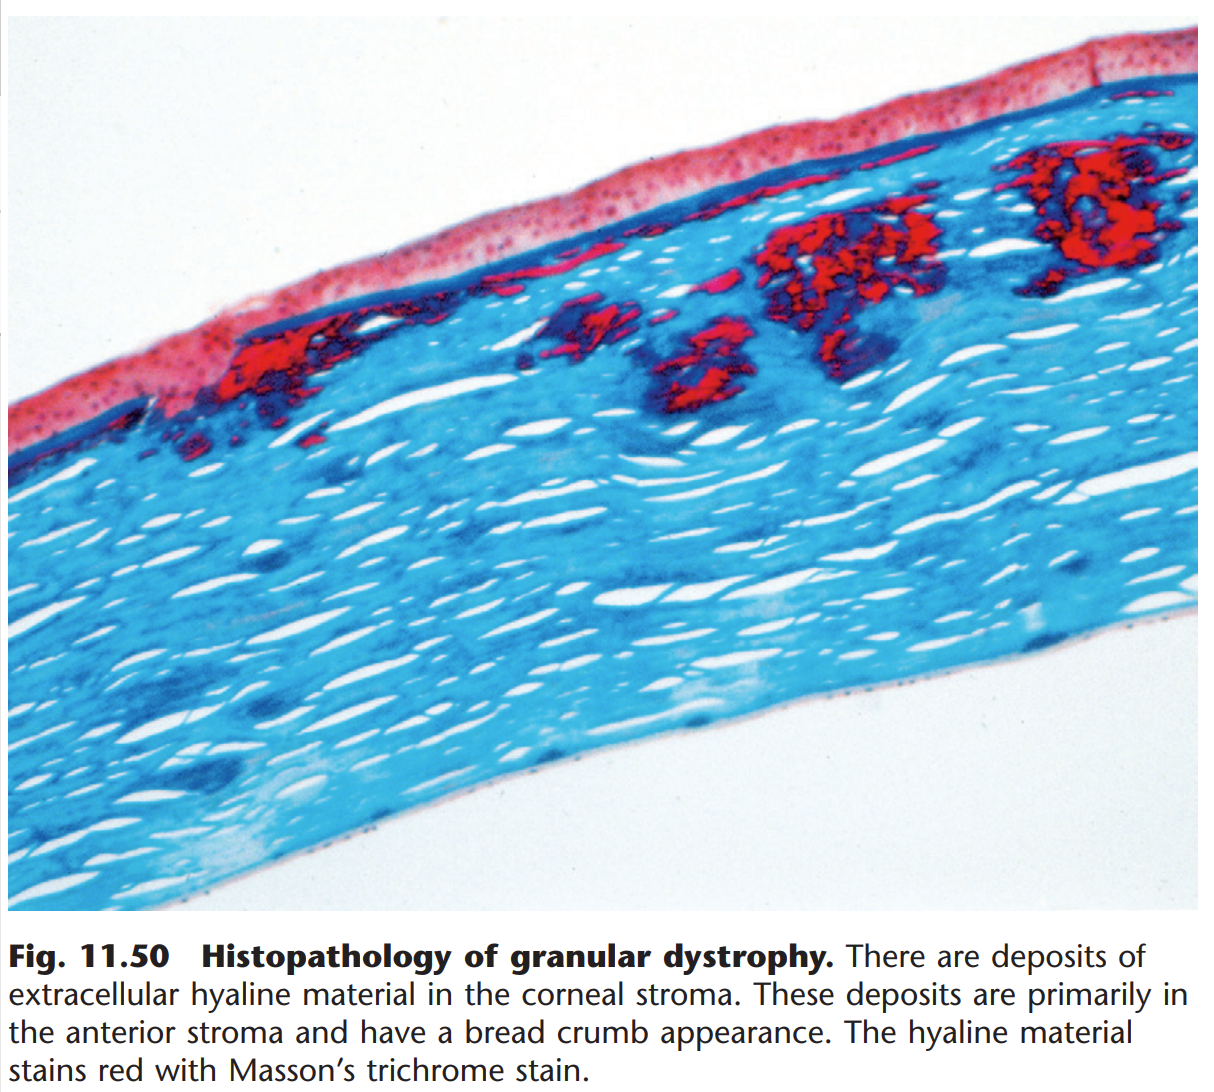 Fig. 11.50 Histopathology of granular dystrophy. There are deposits of
extracellular hyaline material in the corneal stroma. These deposits are primarily in
the anterior stroma and have a bread crumb appearance. The hyaline material
stains red with Masson’s trichrome stain.